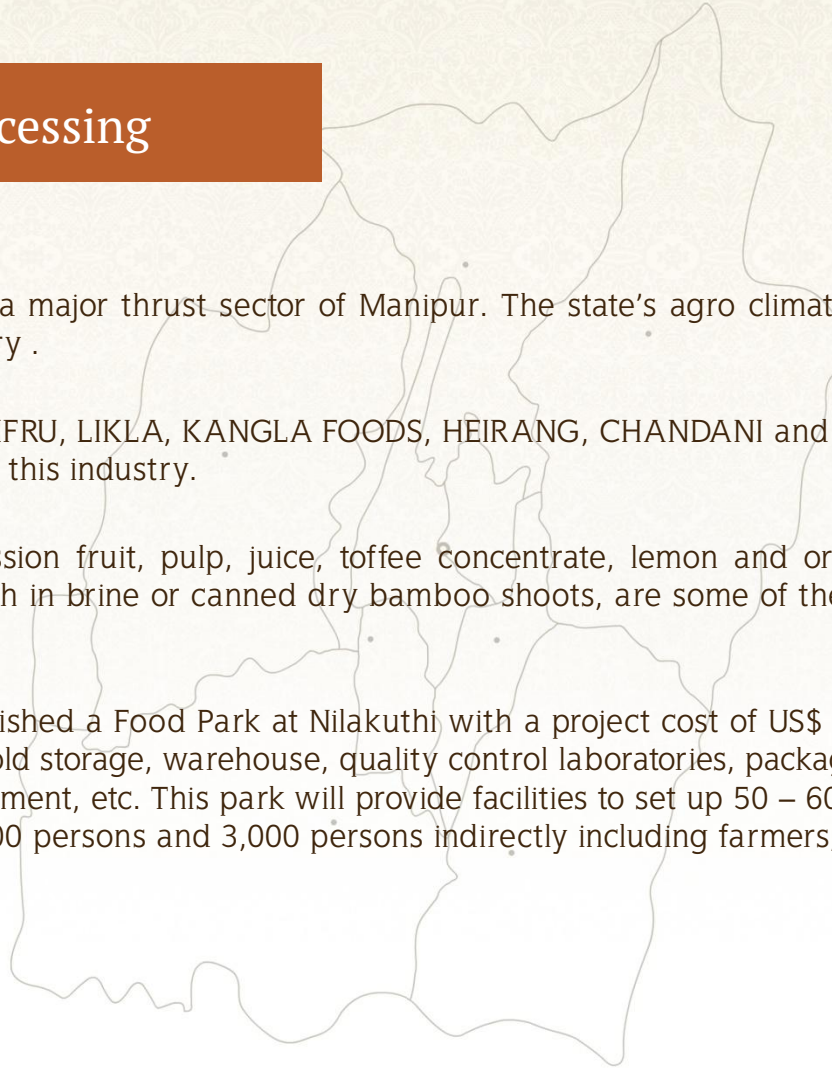 cessing
a major thrust sector of Manipur. The state's agro climat
ry .
IFRU, LIKLA, KANGLA FOODS, HEIRANG, CHANDANI and
this industry.
ssion fruit, pulp, juice, toffee concentrate, lemon and or
h in brine or canned dry bamboo shoots, are some of the
ished a Food Park at Nilakuthi with a project cost of US$
old storage, warehouse, quality control laboratories, packag
ment, etc. This park will provide facilities to set up 50 – 60
00 persons and 3,000 persons indirectly including farmers,